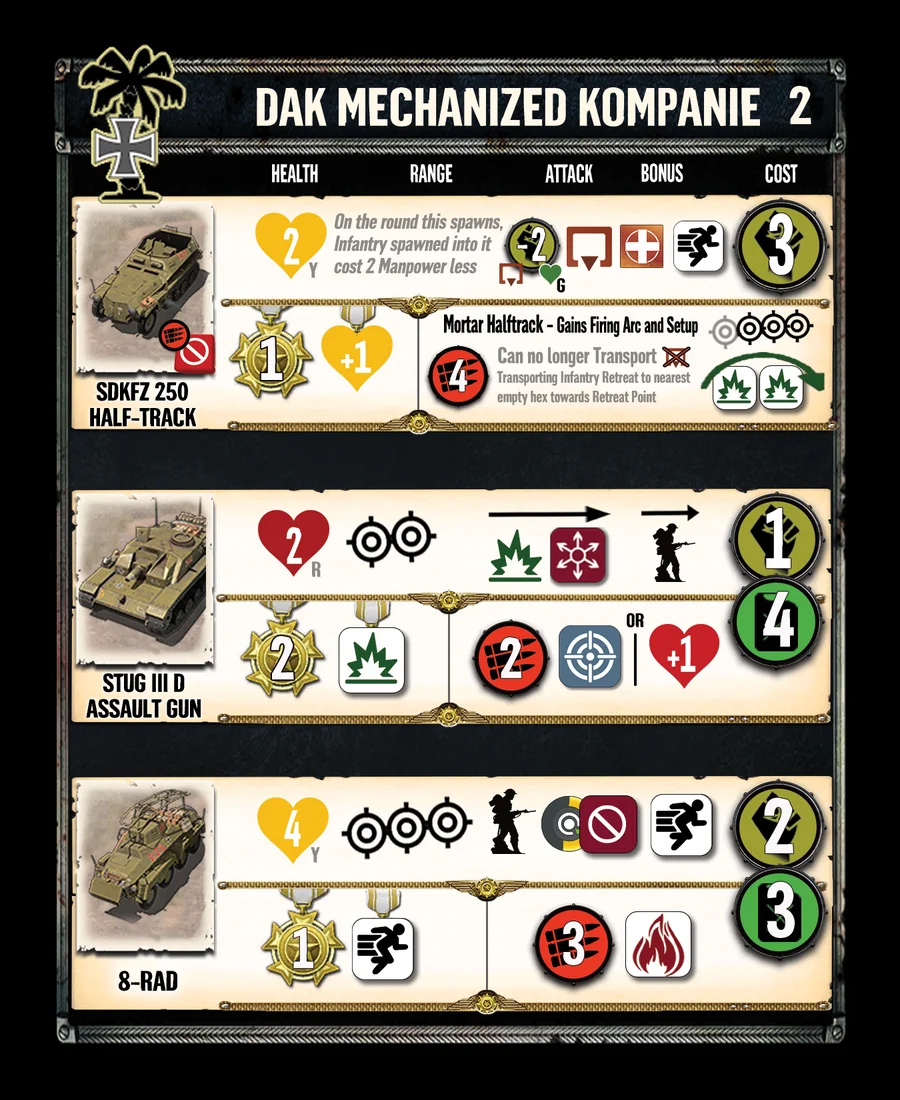 DAK MECHANIZED KOMPANIE 2
HEALTH RANGE ATTACK BONUS COST
2 Y
On the round this spawns,
Infantry spawned into it
cost 2 Manpower less
-2
G
3
1
+1
Mortar Halftrack - Gains Firing Arc and Setup
4
Can no longer Transport
Transporting Infantry Retreat to nearest
empty hex towards Retreat Point
SDKFZ 250
HALF-TRACK
2 R
1
4
2
2
OR
+1
STUG III D
ASSAULT GUN
4 Y
2
3
1
3
8-RAD